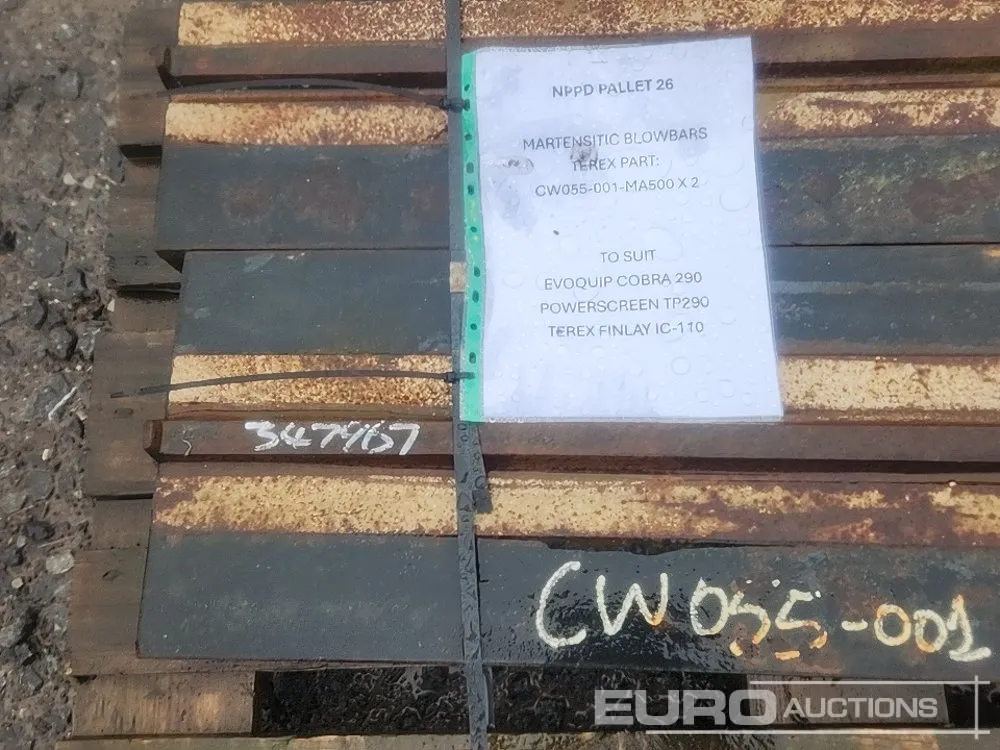 NPPD PALLET 26
MARTENSITIC BLOWBARS
TEREX PART:
CW055-001-MA500 X 2
TO SUIT
EVOQUIP COBRA 290
POWERSCREEN TP290
TEREX FINLAY IC-110
CW055-001
EURO AUCTIONS